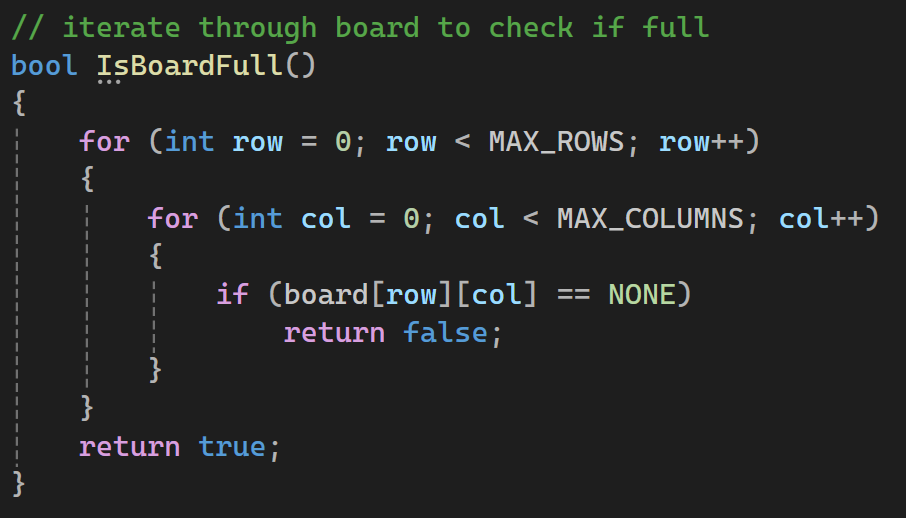 // iterate through board to check if full
bool IsBoardFull()
{
    for (int row = 0; row < MAX_ROWS; row++)
    {
        for (int col = 0; col < MAX_COLUMNS; col++)
        {
            if (board[row][col] == NONE)
                return false;
        }
    }
    return true;
}